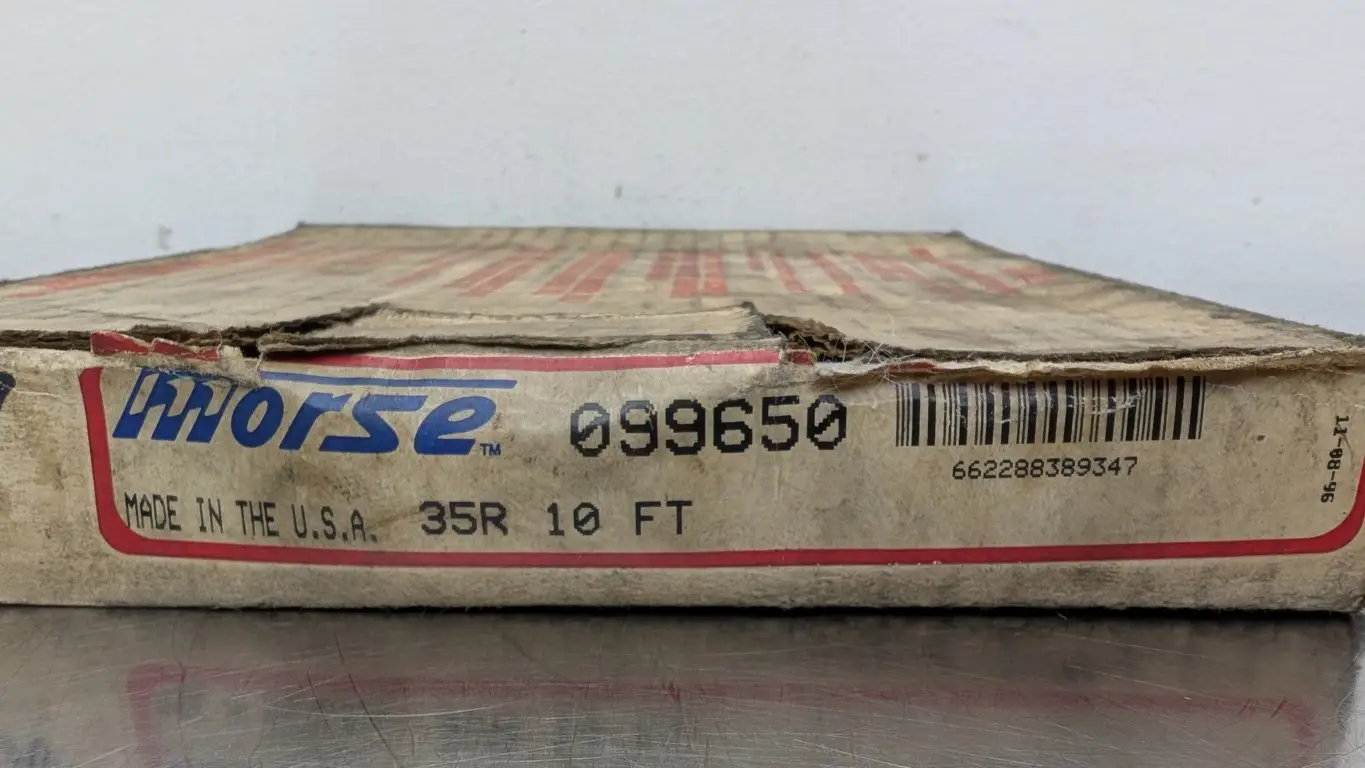 morse™ 099650
662288389347
MADE IN THE U.S.A. 35R 10 FT
11-08-96